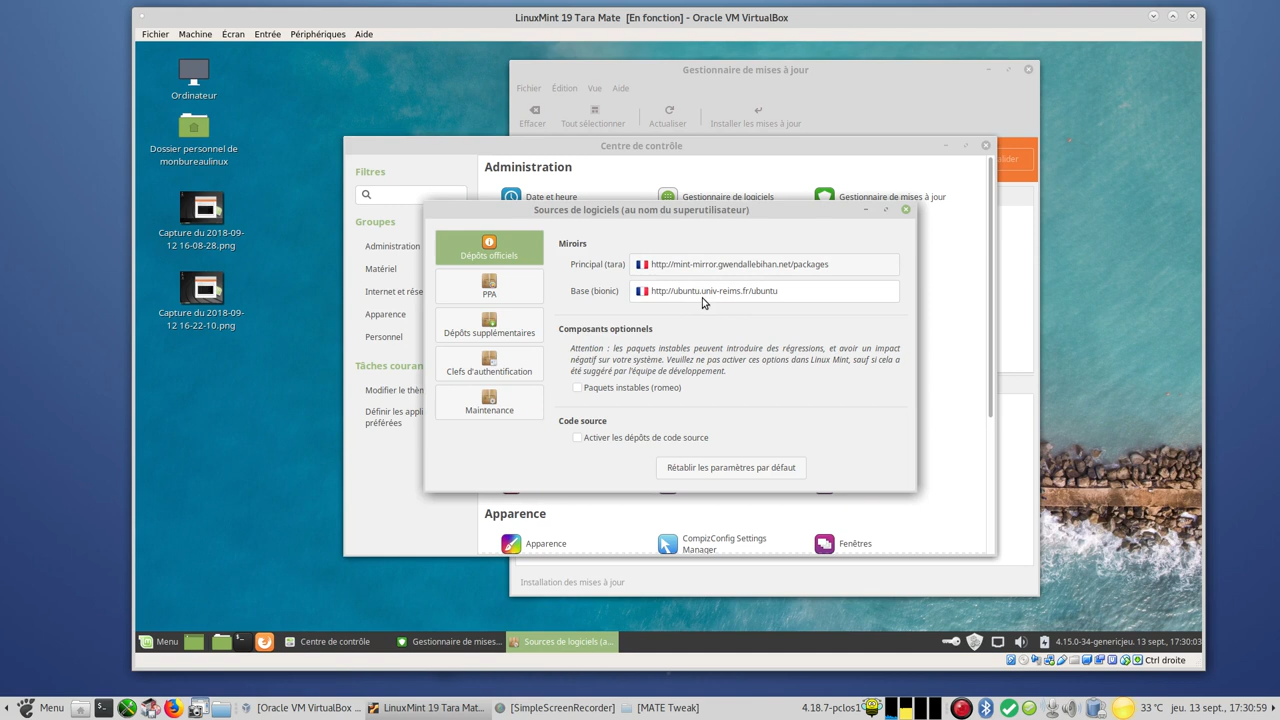 LinuxMint 19 Tara Mate [En fonction] - Oracle VM VirtualBox
Fichier Machine Écran Entrée Périphériques Aide
Ordinateur
Dossier personnel de
monbureaulinux
Capture du 2018-09-
12 16-08-28.png
Capture du 2018-09-
12 16-22-10.png
Gestionnaire de mises à jour
Fichier Édition Vue Aide
Effacer Tout sélectionner Actualiser Installer les mises à jour
Centre de contrôle
Filtres
Groupes
Administration
Matériel
Internet et rése
Apparence
Personnel
Tâches couran
Modifier le thèm
Définir les appli
préférées
Administration
Date et heure Gestionnaire de logiciels Gestionnaire de mises à jour
Sources de logiciels (au nom du superutilisateur)
Dépôts officiels
PPA
Dépôts supplémentaires
Clefs d'authentification
Maintenance
Miroirs
Principal (tara) http://mint-mirror.gwendallebihan.net/packages
Base (bionic) http://ubuntu.univ-reims.fr/ubuntu
Composants optionnels
Attention : les paquets instables peuvent introduire des régressions, et avoir un impact
négatif sur votre système. Veuillez ne pas activer ces options dans Linux Mint, sauf si cela a
été suggéré par l'équipe de développement.
Paquets instables (romeo)
Code source
Activer les dépôts de code source
Rétablir les paramètres par défaut
Apparence
Apparence
CompizConfig Settings
Manager
Fenêtres
Installation des mises à jour
Menu Centre de contrôle Gestionnaire de mises... Sources de logiciels (a... 4.15.0-34-generic jeu. 13 sept., 17:30:03
Ctrl droite
Menu [Oracle VM VirtualBox ... LinuxMint 19 Tara Mat... [SimpleScreenRecorder] [MATE Tweak] 4.18.7-pclos1 33 °C jeu. 13 sept., 17:30:59